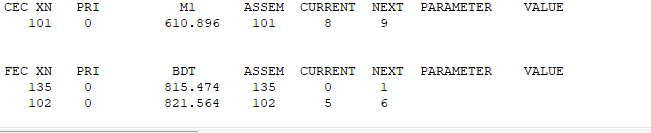 CEC XN PRI M1 ASSEM CURRENT NEXT PARAMETER VALUE
101 0 610.896 101 8 9
FEC XN PRI BDT ASSEM CURRENT NEXT PARAMETER VALUE
135 0 815.474 135 0 1
102 0 821.564 102 5 6